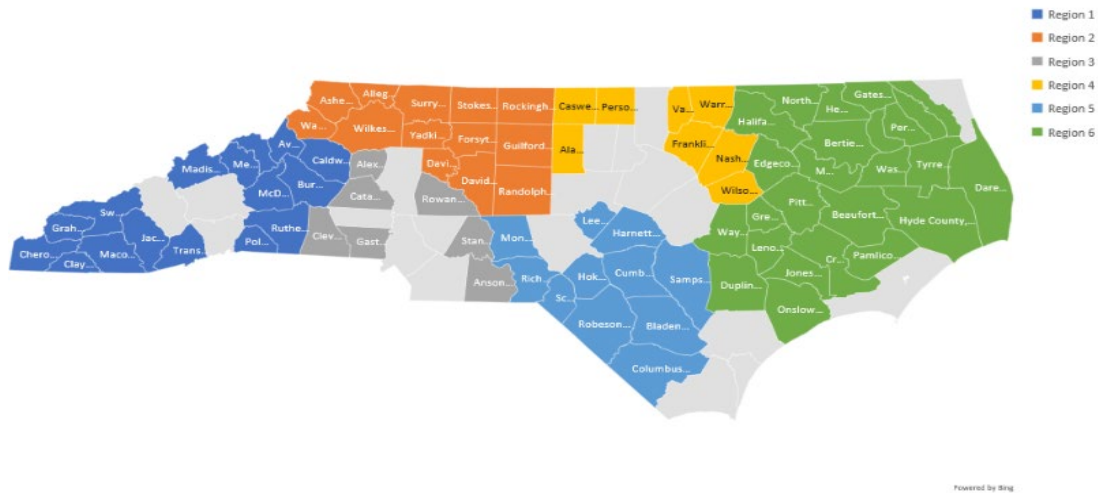 Region 1
Region 2
Region 3
Region 4
Region 5
Region 6
Ashe...
Alleg...
Surry...
Stokes...
Rockingh...
Caswe...
Perso...
Va...
Warr...
North...
Gates...
He...
Wa...
Wilkes...
Yadki...
Forsyt...
Guilford...
Ala...
Frankli...
Halifa...
Per...
Av...
Caldw...
Alex...
Davi...
David...
Randolph...
Nash...
Edgeco...
Bertie...
Madis...
Me...
McD...
Bur...
Cata...
Rowan...
Wilso...
M...
Was...
Tyrre...
Dare...
Sw...
Grah...
Jac...
Ruthe...
Pol...
Clev...
Gast...
Stan...
Mon...
Lee...
Harnett...
Way...
Gre...
Pitt...
Beaufort...
Hyde County,...
Chero...
Clay...
Maco...
Trans...
Anson...
Rich...
Hok...
Cumb...
Samps...
Leno...
Jones...
Cr...
Pamlico...
Sc...
Robeson...
Bladen...
Duplin...
Onslow...
Columbus...
Powered by Bing